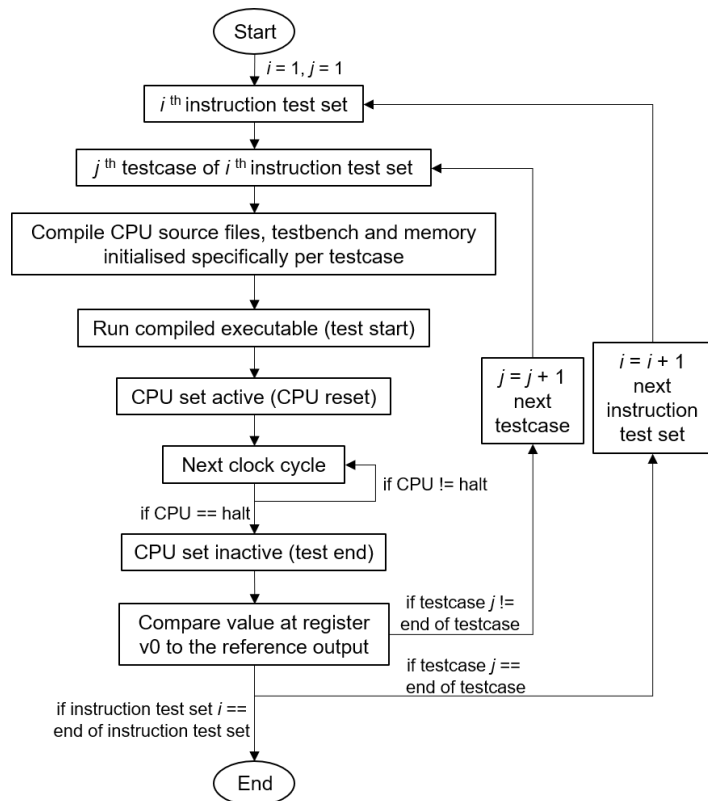 Start
i = 1, j = 1
i th instruction test set
j th testcase of i th instruction test set
Compile CPU source files, testbench and memory
initialised specifically per testcase
Run compiled executable (test start)
CPU set active (CPU reset)
Next clock cycle
if CPU != halt
if CPU == halt
CPU set inactive (test end)
Compare value at register
v0 to the reference output
j = j + 1
next
testcase
i = i + 1
next
instruction
test set
if testcase j !=
end of testcase
if testcase j ==
end of testcase
if instruction test set i ==
end of instruction test set
End